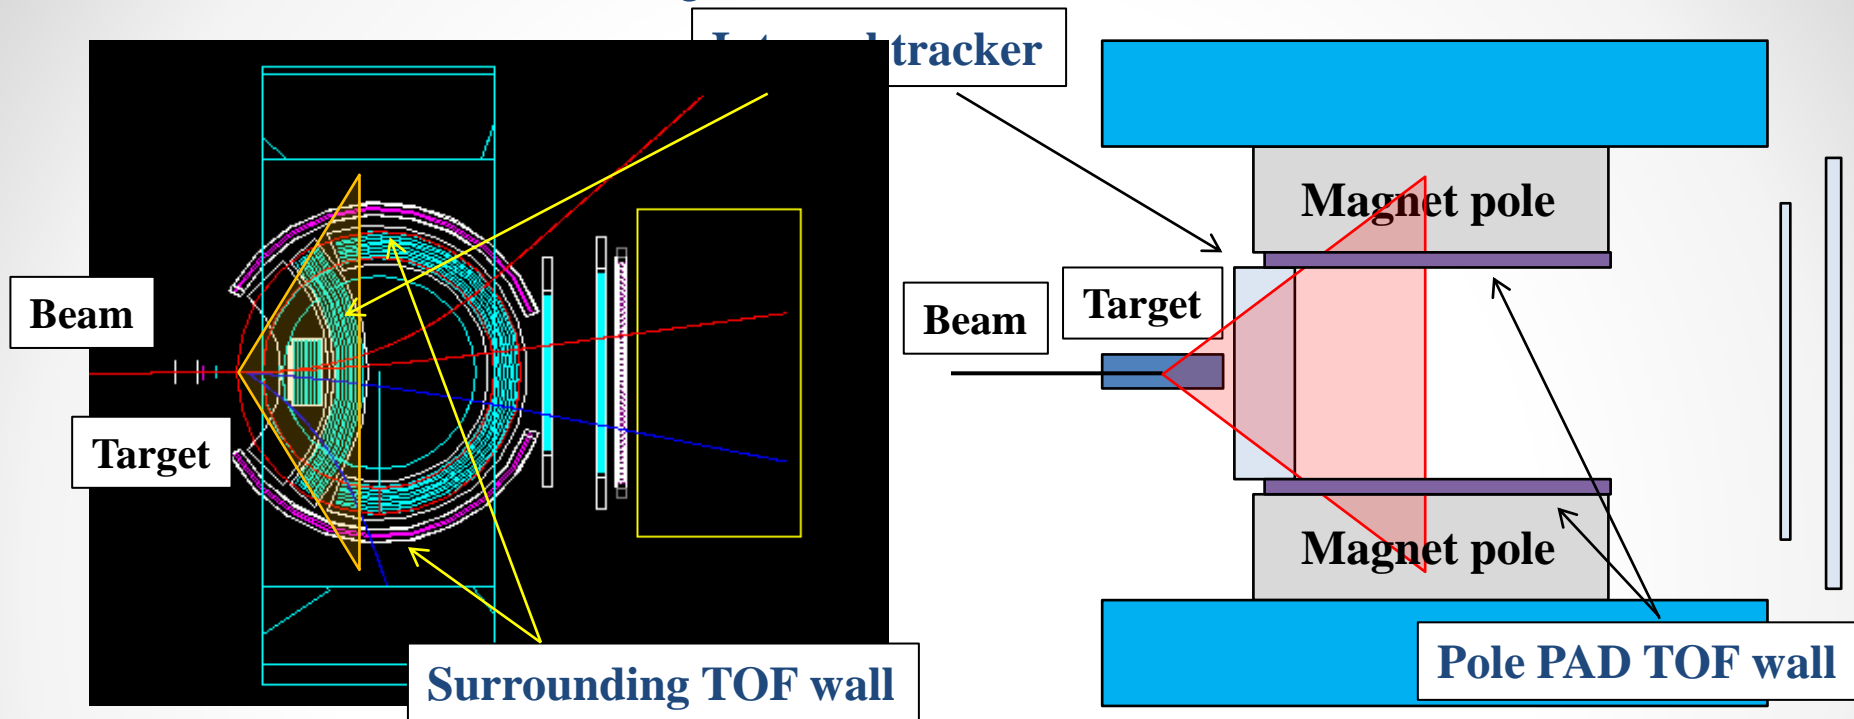 tracker
Magnet pole
Beam
Target
Beam
Target
Magnet pole
Surrounding TOF wall
Pole PAD TOF wall